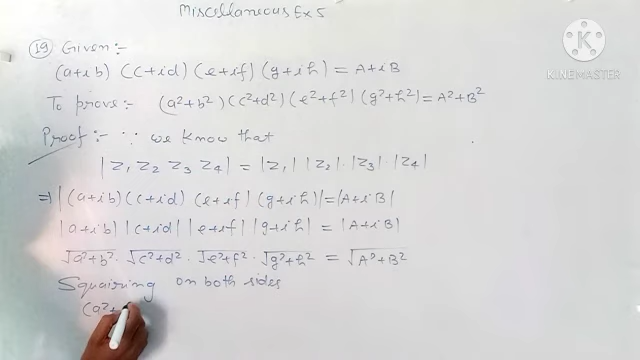 Miscellaneous Ex 5
(19) Given :-
(a+ib) (c+id) (e+if) (g+ih) = A+iB
To prove :- (a²+b²) (c²+d²) (e²+f²) (g²+h²) = A²+B²
Proof :- ∵ we know that
|Z₁ Z₂ Z₃ Z₄| = |Z₁| |Z₂|·|Z₃|·|Z₄|
⇒ |(a+ib)(c+id) (e+if) (g+ih)| = |A+iB|
|a+ib| |c+id| |e+if| |g+ih| = |A+iB|
√a²+b² · √c²+d² · √e²+f² · √g²+h² = √A²+B²
Squairing on both sides
(a²+
KINEMASTER